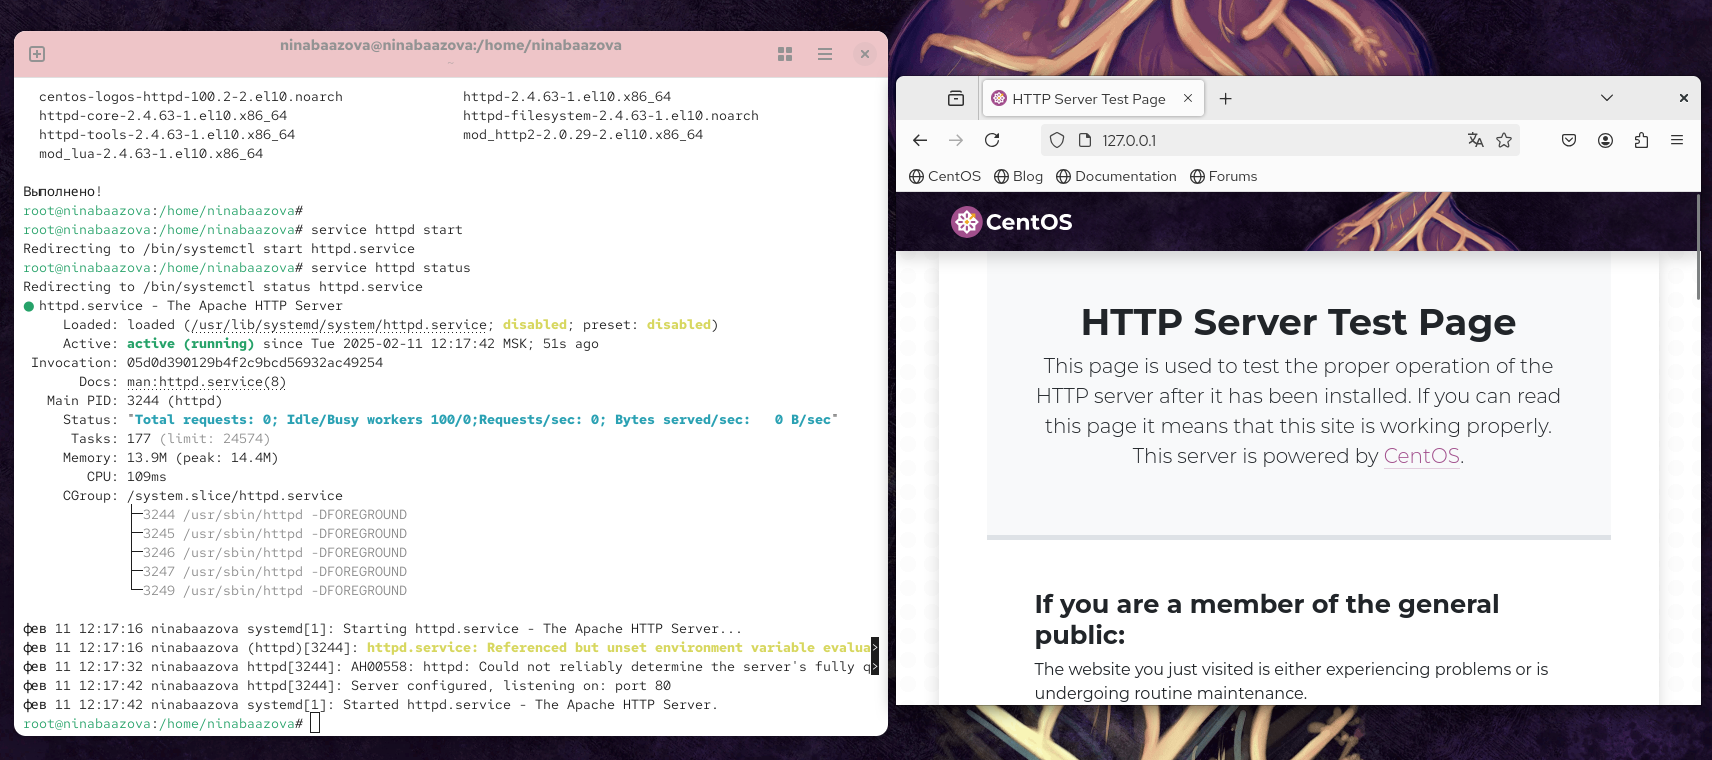 ninabaazova@ninabaazova:/home/ninabaazova
~
centos-logos-httpd-100.2-2.el10.noarch httpd-2.4.63-1.el10.x86_64
httpd-core-2.4.63-1.el10.x86_64 httpd-filesystem-2.4.63-1.el10.noarch
httpd-tools-2.4.63-1.el10.x86_64 mod_http2-2.0.29-2.el10.x86_64
mod_lua-2.4.63-1.el10.x86_64
Выполнено!
root@ninabaazova:/home/ninabaazova#
root@ninabaazova:/home/ninabaazova# service httpd start
Redirecting to /bin/systemctl start httpd.service
root@ninabaazova:/home/ninabaazova# service httpd status
Redirecting to /bin/systemctl status httpd.service
● httpd.service - The Apache HTTP Server
Loaded: loaded (/usr/lib/systemd/system/httpd.service; disabled; preset: disabled)
Active: active (running) since Tue 2025-02-11 12:17:42 MSK; 51s ago
Invocation: 05d0d390129b4f2c9bcd56932ac49254
Docs: man:httpd.service(8)
Main PID: 3244 (httpd)
Status: "Total requests: 0; Idle/Busy workers 100/0;Requests/sec: 0; Bytes served/sec:   0 B/sec"
Tasks: 177 (limit: 24574)
Memory: 13.9M (peak: 14.4M)
CPU: 109ms
CGroup: /system.slice/httpd.service
├─3244 /usr/sbin/httpd -DFOREGROUND
├─3245 /usr/sbin/httpd -DFOREGROUND
├─3246 /usr/sbin/httpd -DFOREGROUND
├─3247 /usr/sbin/httpd -DFOREGROUND
└─3249 /usr/sbin/httpd -DFOREGROUND
фев 11 12:17:16 ninabaazova systemd[1]: Starting httpd.service - The Apache HTTP Server...
фев 11 12:17:16 ninabaazova (httpd)[3244]: httpd.service: Referenced but unset environment variable evalua>
фев 11 12:17:32 ninabaazova httpd[3244]: AH00558: httpd: Could not reliably determine the server's fully q>
фев 11 12:17:42 ninabaazova httpd[3244]: Server configured, listening on: port 80
фев 11 12:17:42 ninabaazova systemd[1]: Started httpd.service - The Apache HTTP Server.
root@ninabaazova:/home/ninabaazova#
HTTP Server Test Page
127.0.0.1
CentOS Blog Documentation Forums
CentOS
HTTP Server Test Page
This page is used to test the proper operation of the
HTTP server after it has been installed. If you can read
this page it means that this site is working properly.
This server is powered by CentOS.
If you are a member of the general
public:
The website you just visited is either experiencing problems or is
undergoing routine maintenance.